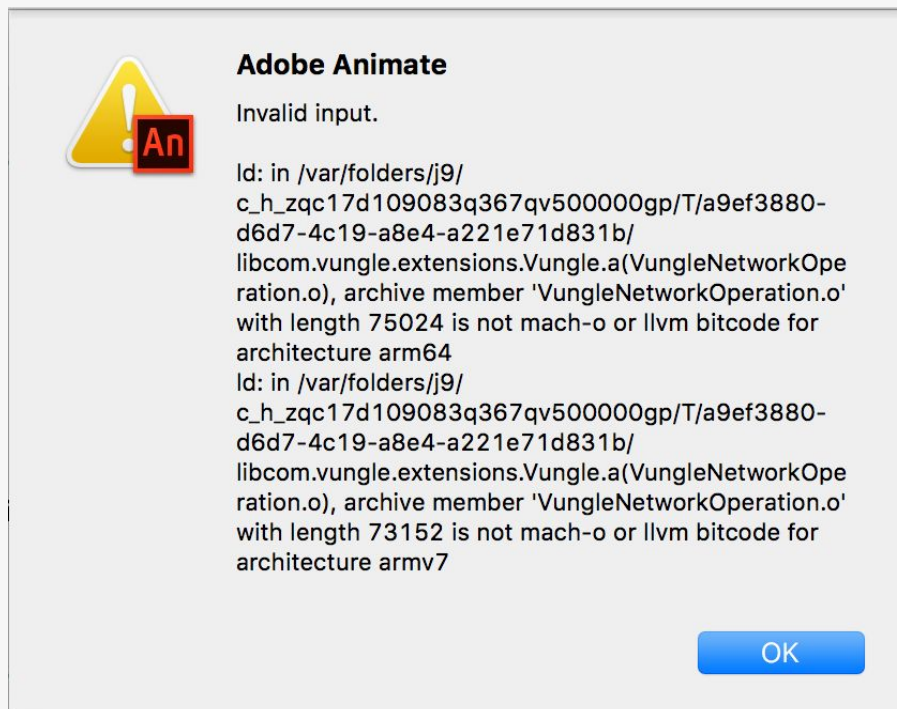 Adobe Animate
Invalid input.
An
ld: in /var/folders/j9/
c_h_zqc17d109083q367qv500000gp/T/a9ef3880-
d6d7-4c19-a8e4-a221e71d831b/
libcom.vungle.extensions.Vungle.a(VungleNetworkOpe
ration.o), archive member 'VungleNetworkOperation.o'
with length 75024 is not mach-o or llvm bitcode for
architecture arm64
ld: in /var/folders/j9/
c_h_zqc17d109083q367qv500000gp/T/a9ef3880-
d6d7-4c19-a8e4-a221e71d831b/
libcom.vungle.extensions.Vungle.a(VungleNetworkOpe
ration.o), archive member 'VungleNetworkOperation.o'
with length 73152 is not mach-o or llvm bitcode for
architecture armv7
OK